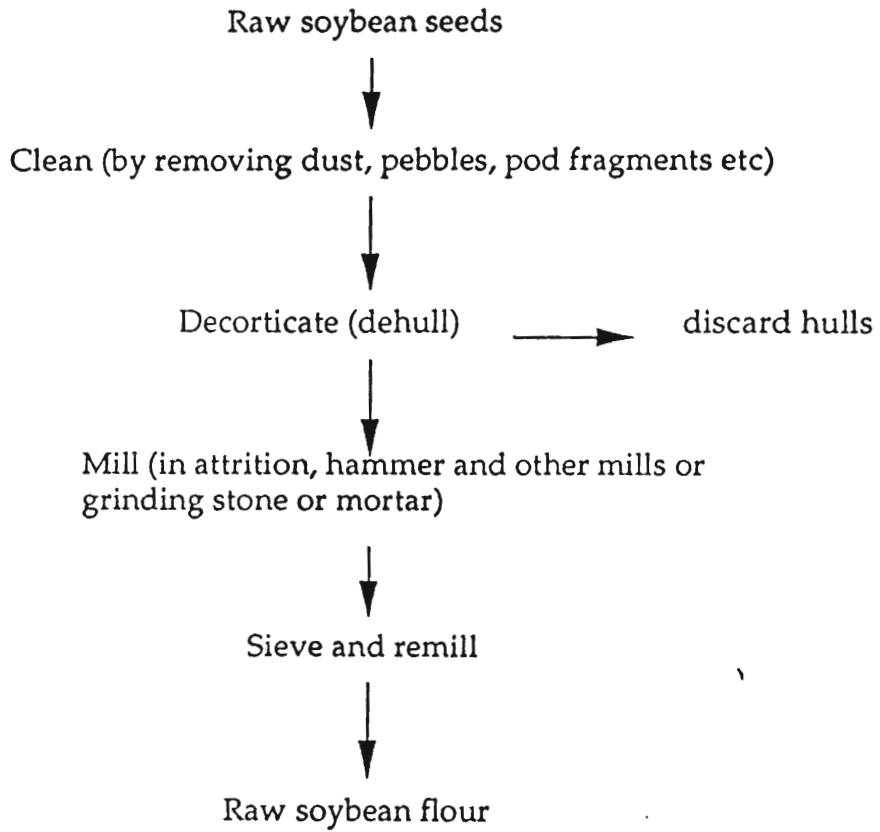 Raw soybean seeds
Clean (by removing dust, pebbles, pod fragments etc)
Decorticate (dehull)
discard hulls
Mill (in attrition, hammer and other mills or
grinding stone or mortar)
Sieve and remill
Raw soybean flour